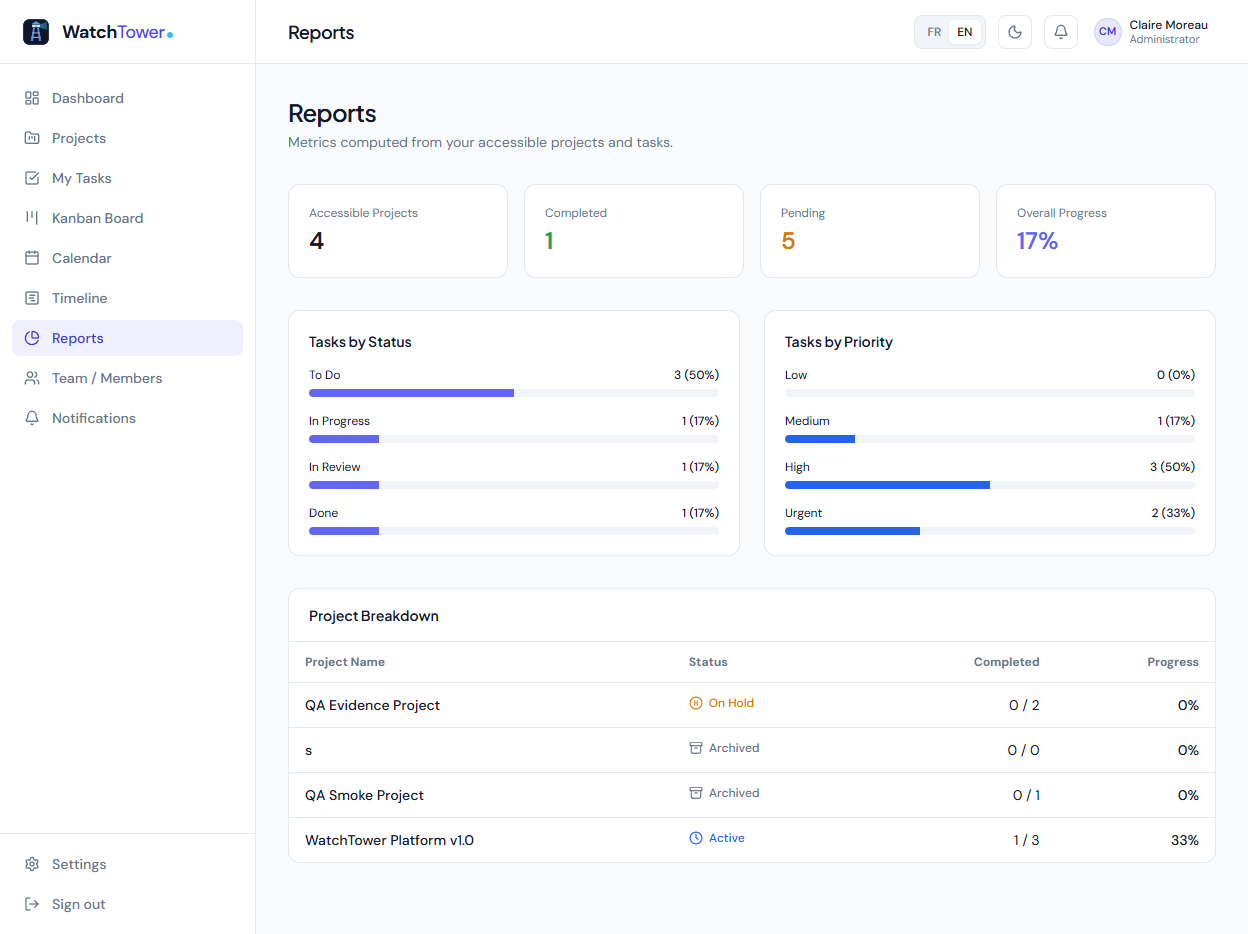 WatchTower
Reports
FR EN
CM
Claire Moreau
Administrator
Dashboard
Projects
My Tasks
Kanban Board
Calendar
Timeline
Reports
Team / Members
Notifications
Settings
Sign out
Reports
Metrics computed from your accessible projects and tasks.
Accessible Projects
4
Completed
1
Pending
5
Overall Progress
17%
Tasks by Status
To Do 3 (50%)
In Progress 1 (17%)
In Review 1 (17%)
Done 1 (17%)
Tasks by Priority
Low 0 (0%)
Medium 1 (17%)
High 3 (50%)
Urgent 2 (33%)
Project Breakdown
Project Name Status Completed Progress
QA Evidence Project On Hold 0 / 2 0%
s Archived 0 / 0 0%
QA Smoke Project Archived 0 / 1 0%
WatchTower Platform v1.0 Active 1 / 3 33%